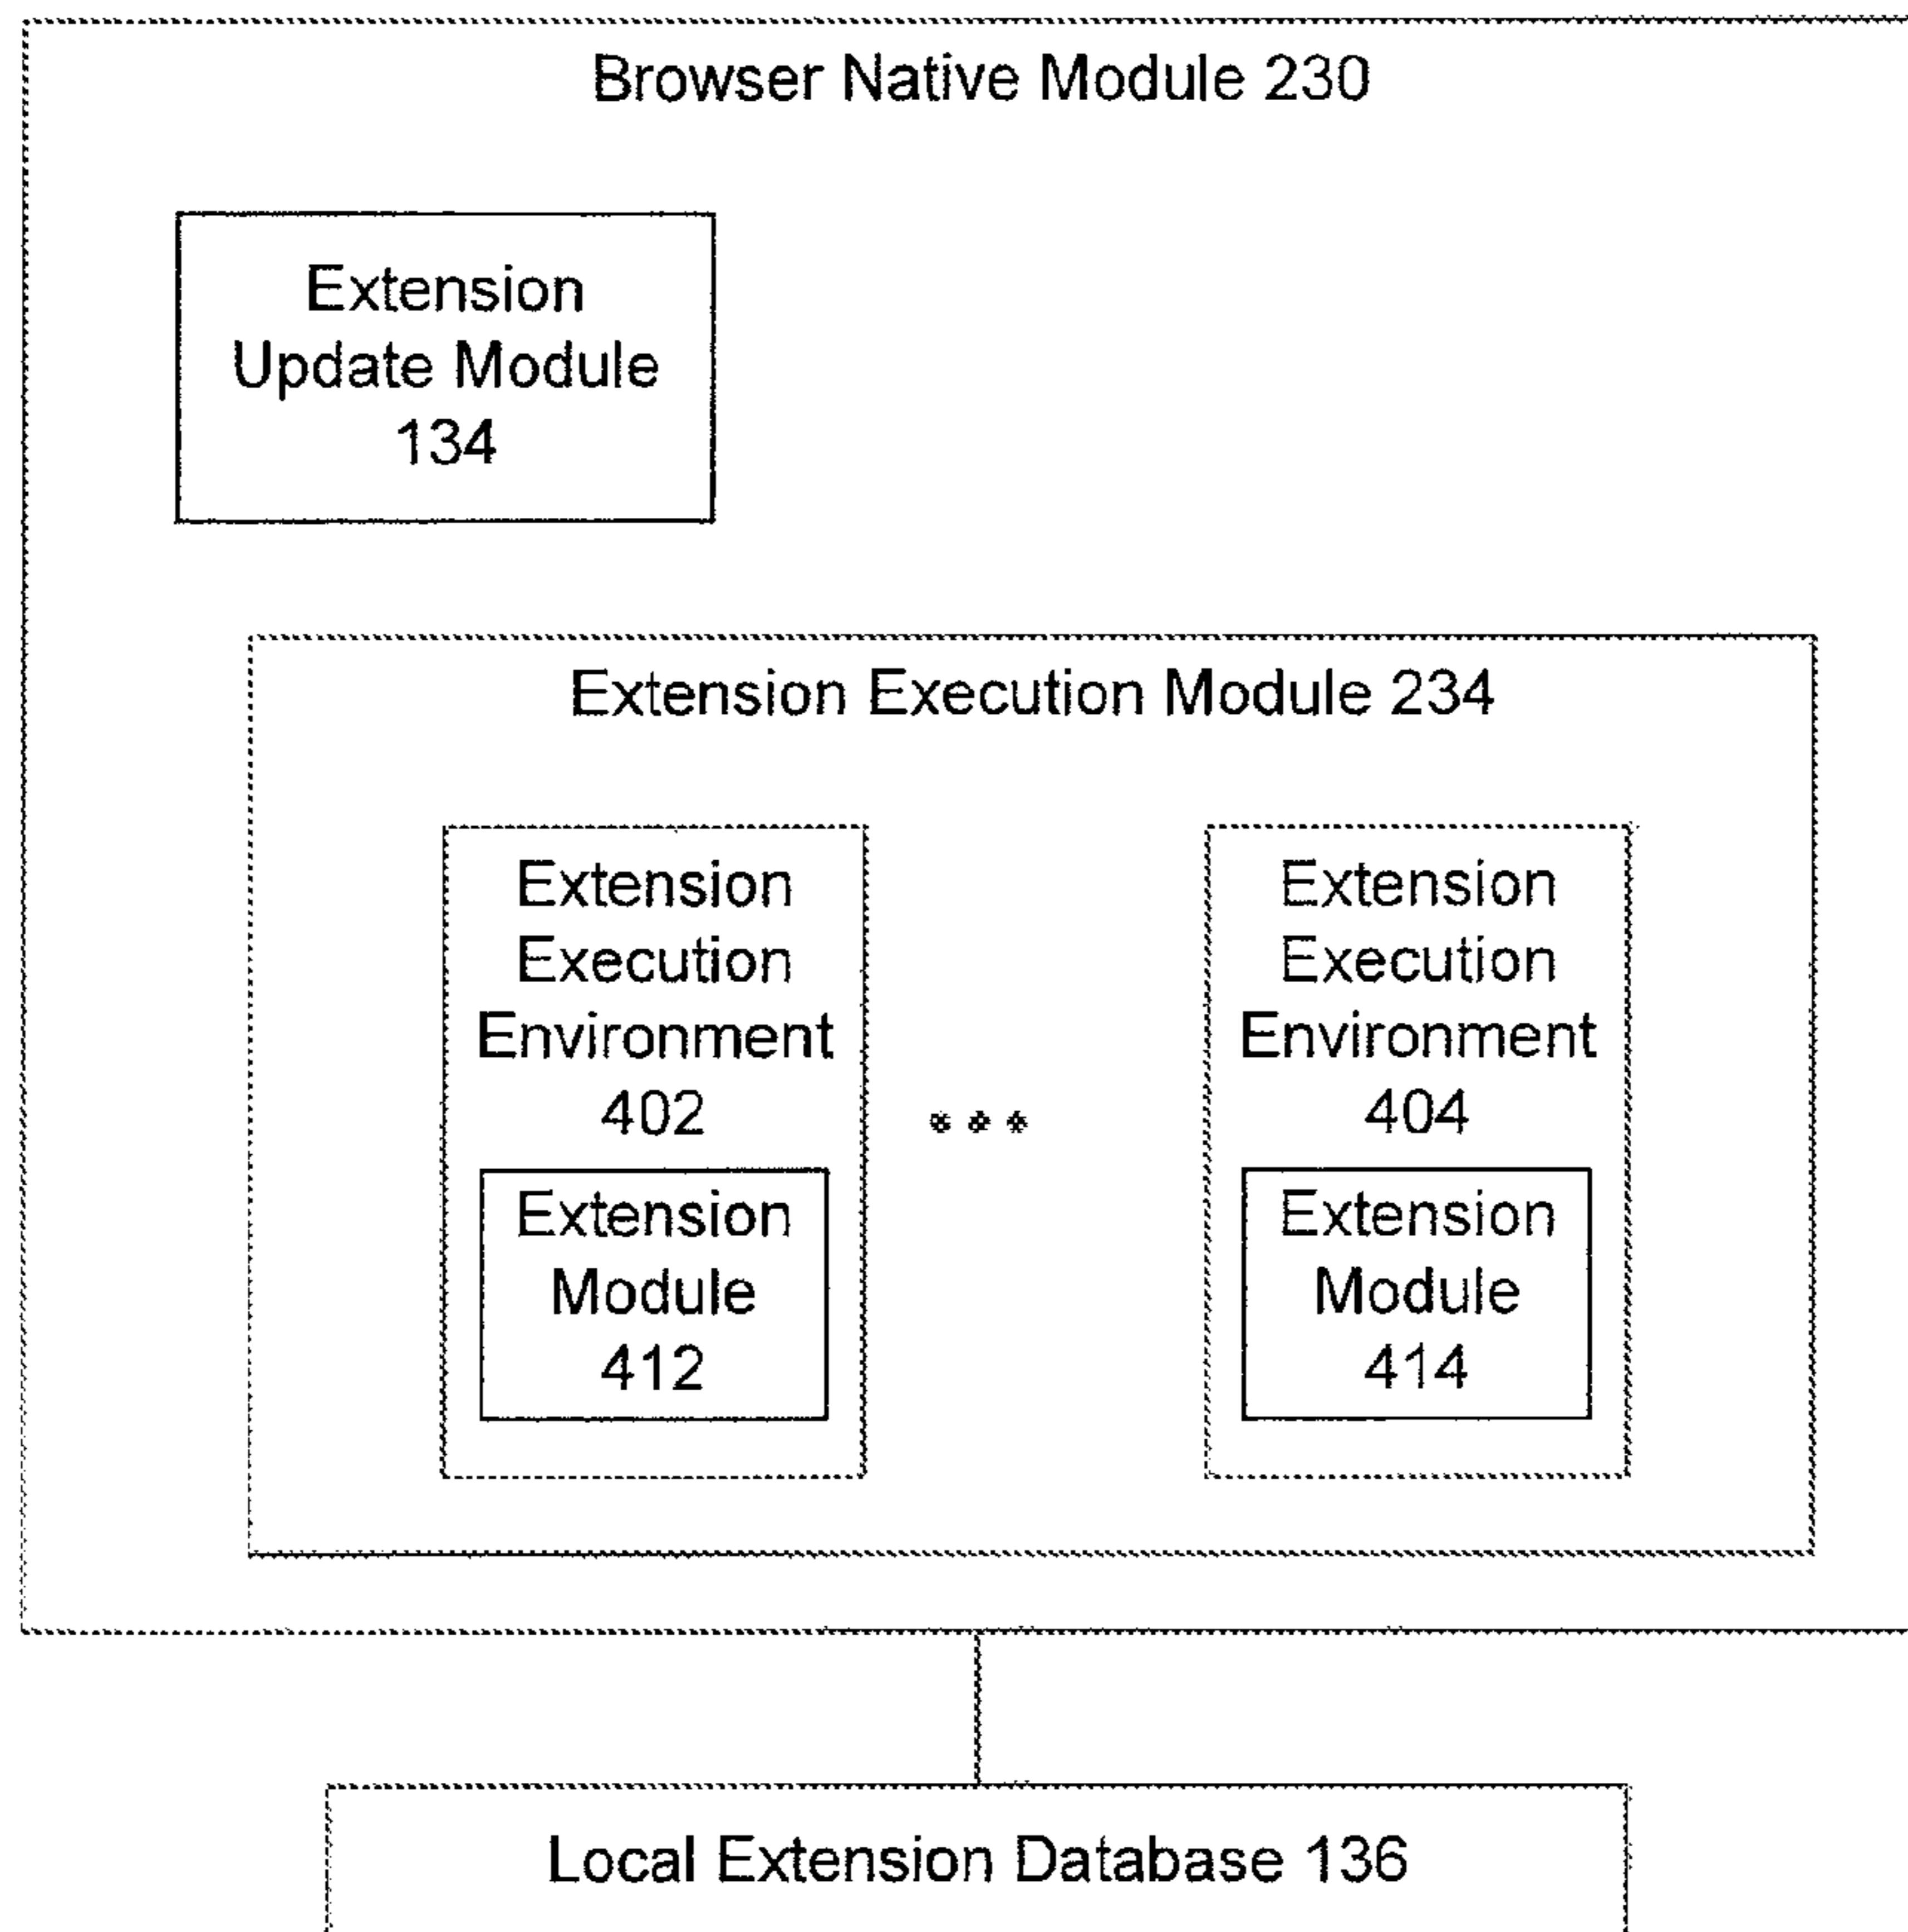 Browser Native Module 230
Extension
Update Module
134
Extension Execution Module 234
Extension
Execution
Environment
402
Extension
Module
412
...
Extension
Execution
Environment
404
Extension
Module
414
Local Extension Database 136